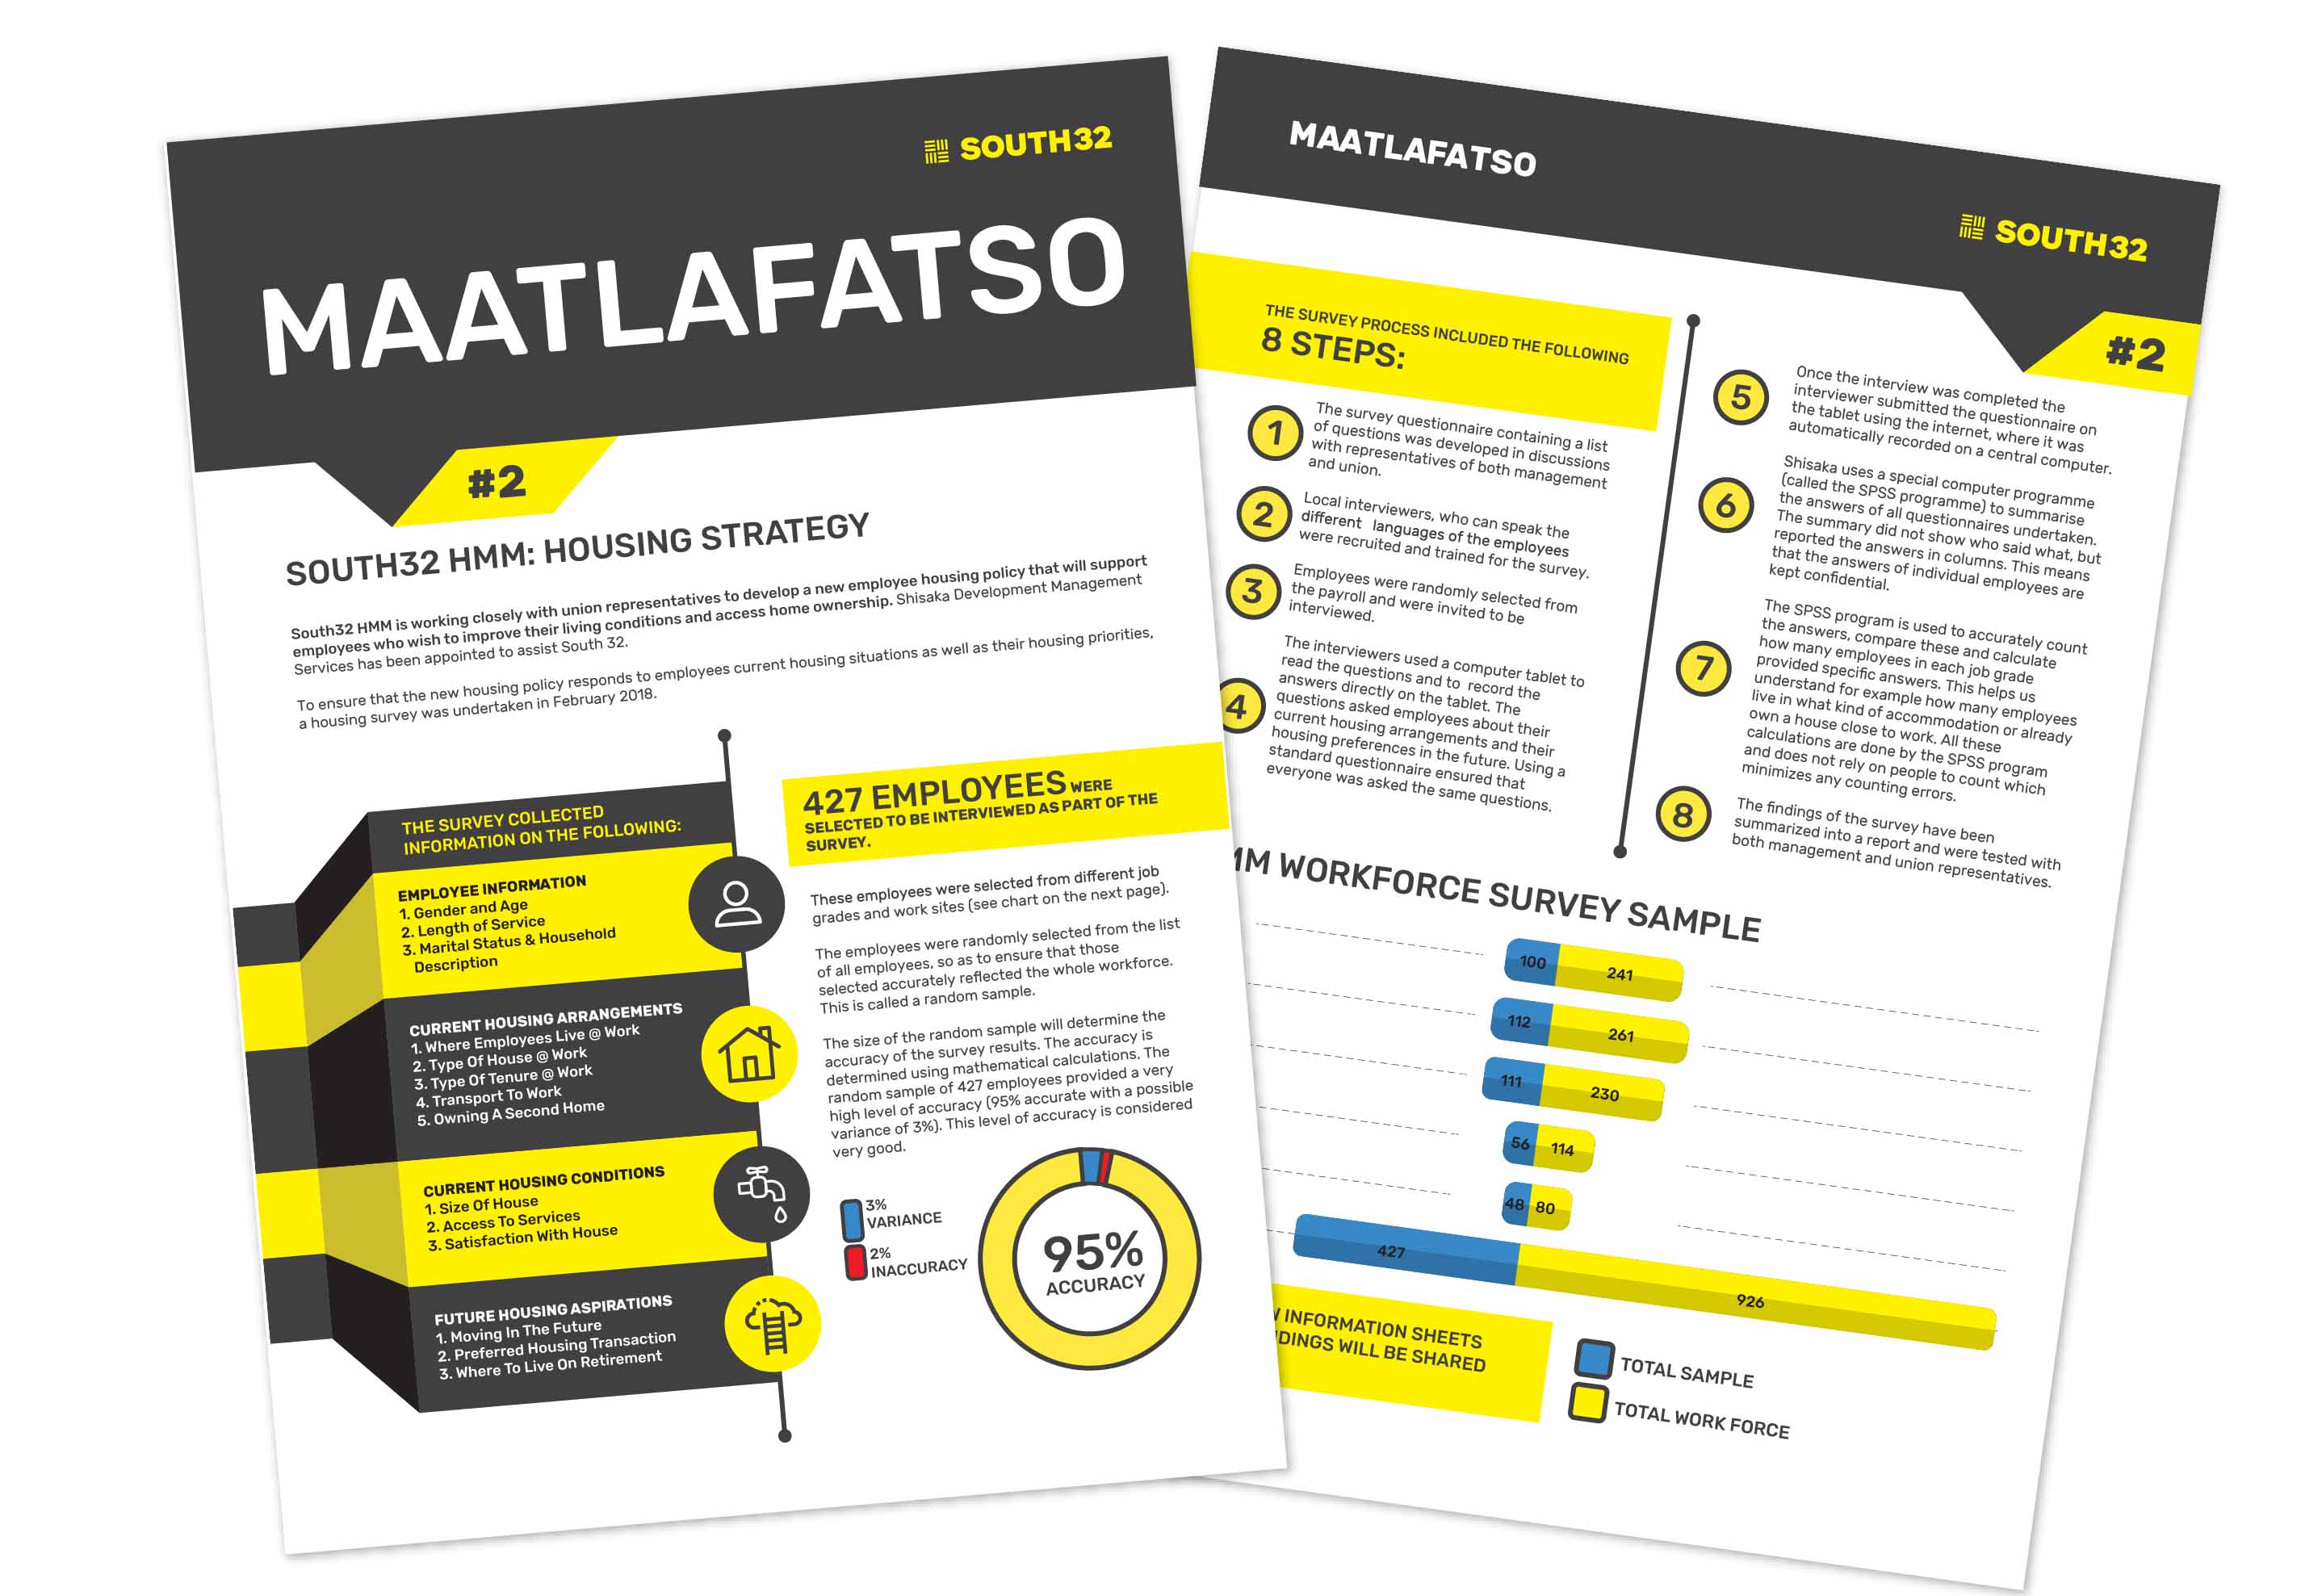 SOUTH32
MAATLAFATSO
#2
SOUTH32 HMM: HOUSING STRATEGY
South32 HMM is working closely with union representatives to develop a new employee housing policy that will support
employees who wish to improve their living conditions and access home ownership. Shisaka Development Management
Services has been appointed to assist South 32.
To ensure that the new housing policy responds to employees current housing situations as well as their housing priorities,
a housing survey was undertaken in February 2018.
THE SURVEY COLLECTED
INFORMATION ON THE FOLLOWING:
EMPLOYEE INFORMATION
1. Gender and Age
2. Length of Service
3. Marital Status & Household
Description
CURRENT HOUSING ARRANGEMENTS
1. Where Employees Live @ Work
2. Type Of House @ Work
3. Type Of Tenure @ Work
4. Transport To Work
5. Owning A Second Home
CURRENT HOUSING CONDITIONS
1. Size Of House
2. Access To Services
3. Satisfaction With House
FUTURE HOUSING ASPIRATIONS
1. Moving In The Future
2. Preferred Housing Transaction
3. Where To Live On Retirement
427 EMPLOYEES WERE
SELECTED TO BE INTERVIEWED AS PART OF THE
SURVEY.
These employees were selected from different job
grades and work sites (see chart on the next page).
The employees were randomly selected from the list
of all employees, so as to ensure that those
selected accurately reflected the whole workforce.
This is called a random sample.
The size of the random sample will determine the
accuracy of the survey results. The accuracy is
determined using mathematical calculations. The
random sample of 427 employees provided a very
high level of accuracy (95% accurate with a possible
variance of 3%). This level of accuracy is considered
very good.
3%
VARIANCE
2%
INACCURACY
95%
ACCURACY
MAATLAFATSO
SOUTH32
#2
THE SURVEY PROCESS INCLUDED THE FOLLOWING
8 STEPS:
1
The survey questionnaire containing a list
of questions was developed in discussions
with representatives of both management
and union.
2
Local interviewers, who can speak the
different languages of the employees
were recruited and trained for the survey.
3
Employees were randomly selected from
the payroll and were invited to be
interviewed.
4
The interviewers used a computer tablet to
read the questions and to record the
answers directly on the tablet. The
questions asked employees about their
current housing arrangements and their
housing preferences in the future. Using a
standard questionnaire ensured that
everyone was asked the same questions.
5
Once the interview was completed the
interviewer submitted the questionnaire on
the tablet using the internet, where it was
automatically recorded on a central computer.
6
Shisaka uses a special computer programme
(called the SPSS programme) to summarise
the answers of all questionnaires undertaken.
The summary did not show who said what, but
reported the answers in columns. This means
that the answers of individual employees are
kept confidential.
7
The SPSS program is used to accurately count
the answers, compare these and calculate
how many employees in each job grade
provided specific answers. This helps us
understand for example how many employees
live in what kind of accommodation or already
own a house close to work. All these
calculations are done by the SPSS program
and does not rely on people to count which
minimizes any counting errors.
8
The findings of the survey have been
summarized into a report and were tested with
both management and union representatives.
MM WORKFORCE SURVEY SAMPLE
100 241
112 261
111 230
56 114
48 80
427 926
INFORMATION SHEETS
DINGS WILL BE SHARED
TOTAL SAMPLE
TOTAL WORK FORCE